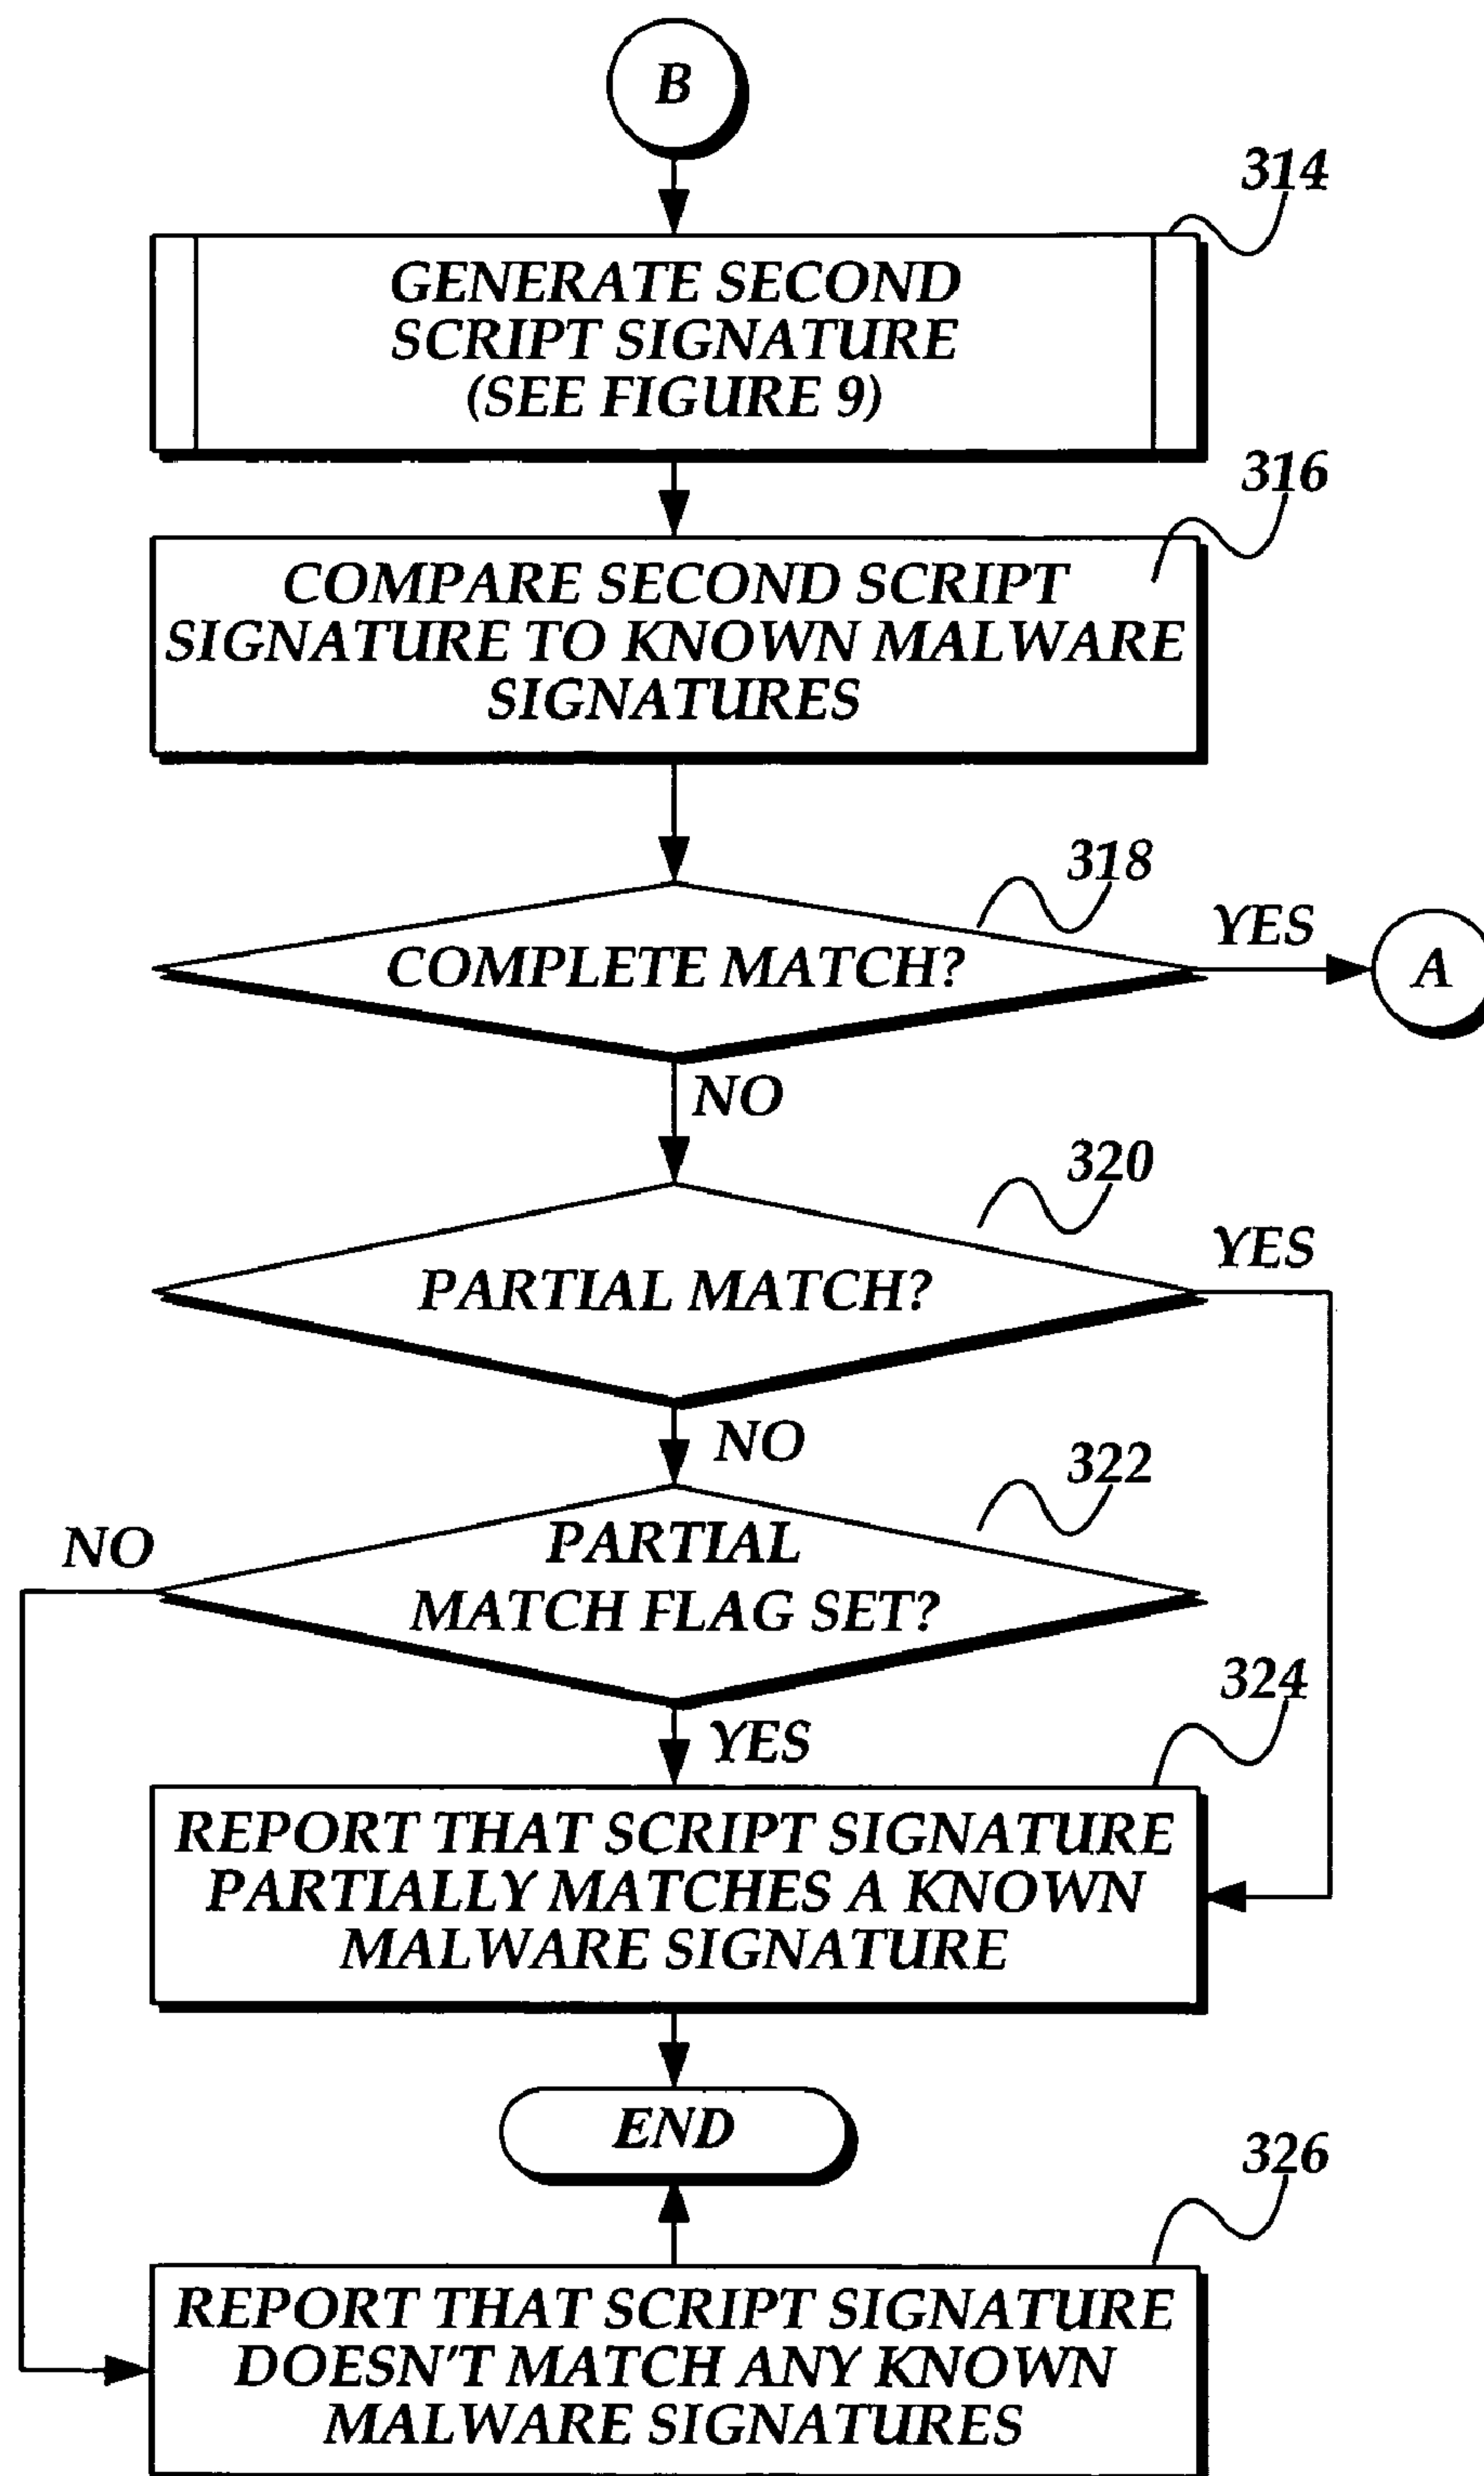 B
314
GENERATE SECOND
SCRIPT SIGNATURE
(SEE FIGURE 9)
316
COMPARE SECOND SCRIPT
SIGNATURE TO KNOWN MALWARE
SIGNATURES
318
COMPLETE MATCH?
YES
A
NO
320
PARTIAL MATCH?
YES
NO
322
PARTIAL
MATCH FLAG SET?
NO
YES
324
REPORT THAT SCRIPT SIGNATURE
PARTIALLY MATCHES A KNOWN
MALWARE SIGNATURE
END
326
REPORT THAT SCRIPT SIGNATURE
DOESN'T MATCH ANY KNOWN
MALWARE SIGNATURES